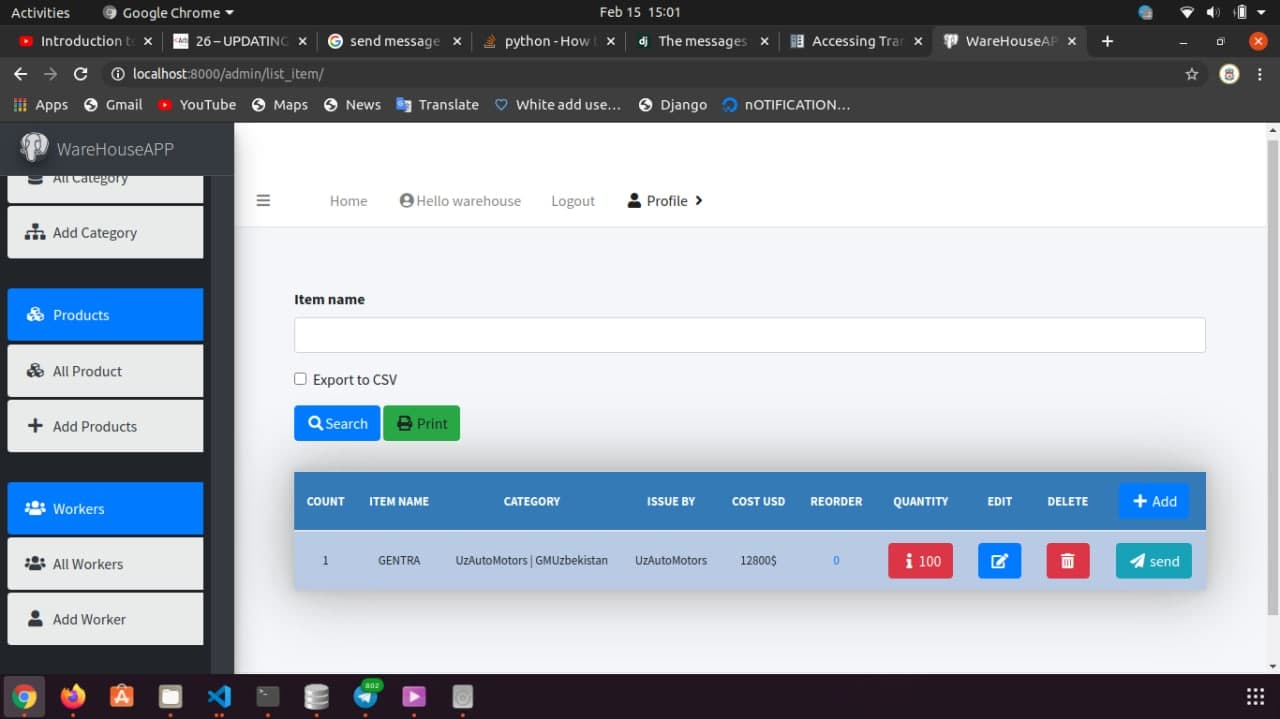 Activities Google Chrome Feb 15 15:01
Introduction t 26 – UPDATING send message python - How t The messages Accessing Tra WareHouseAP
localhost:8000/admin/list_item/
Apps Gmail YouTube Maps News Translate White add use... Django nOTIFICATION...
WareHouseAPP
All Category
Add Category
Products
All Product
Add Products
Workers
All Workers
Add Worker
Home Hello warehouse Logout Profile
Item name
Export to CSV
Search Print
COUNT ITEM NAME CATEGORY ISSUE BY COST USD REORDER QUANTITY EDIT DELETE Add
1 GENTRA UzAutoMotors | GMUzbekistan UzAutoMotors 12800$ 0 100 send
802